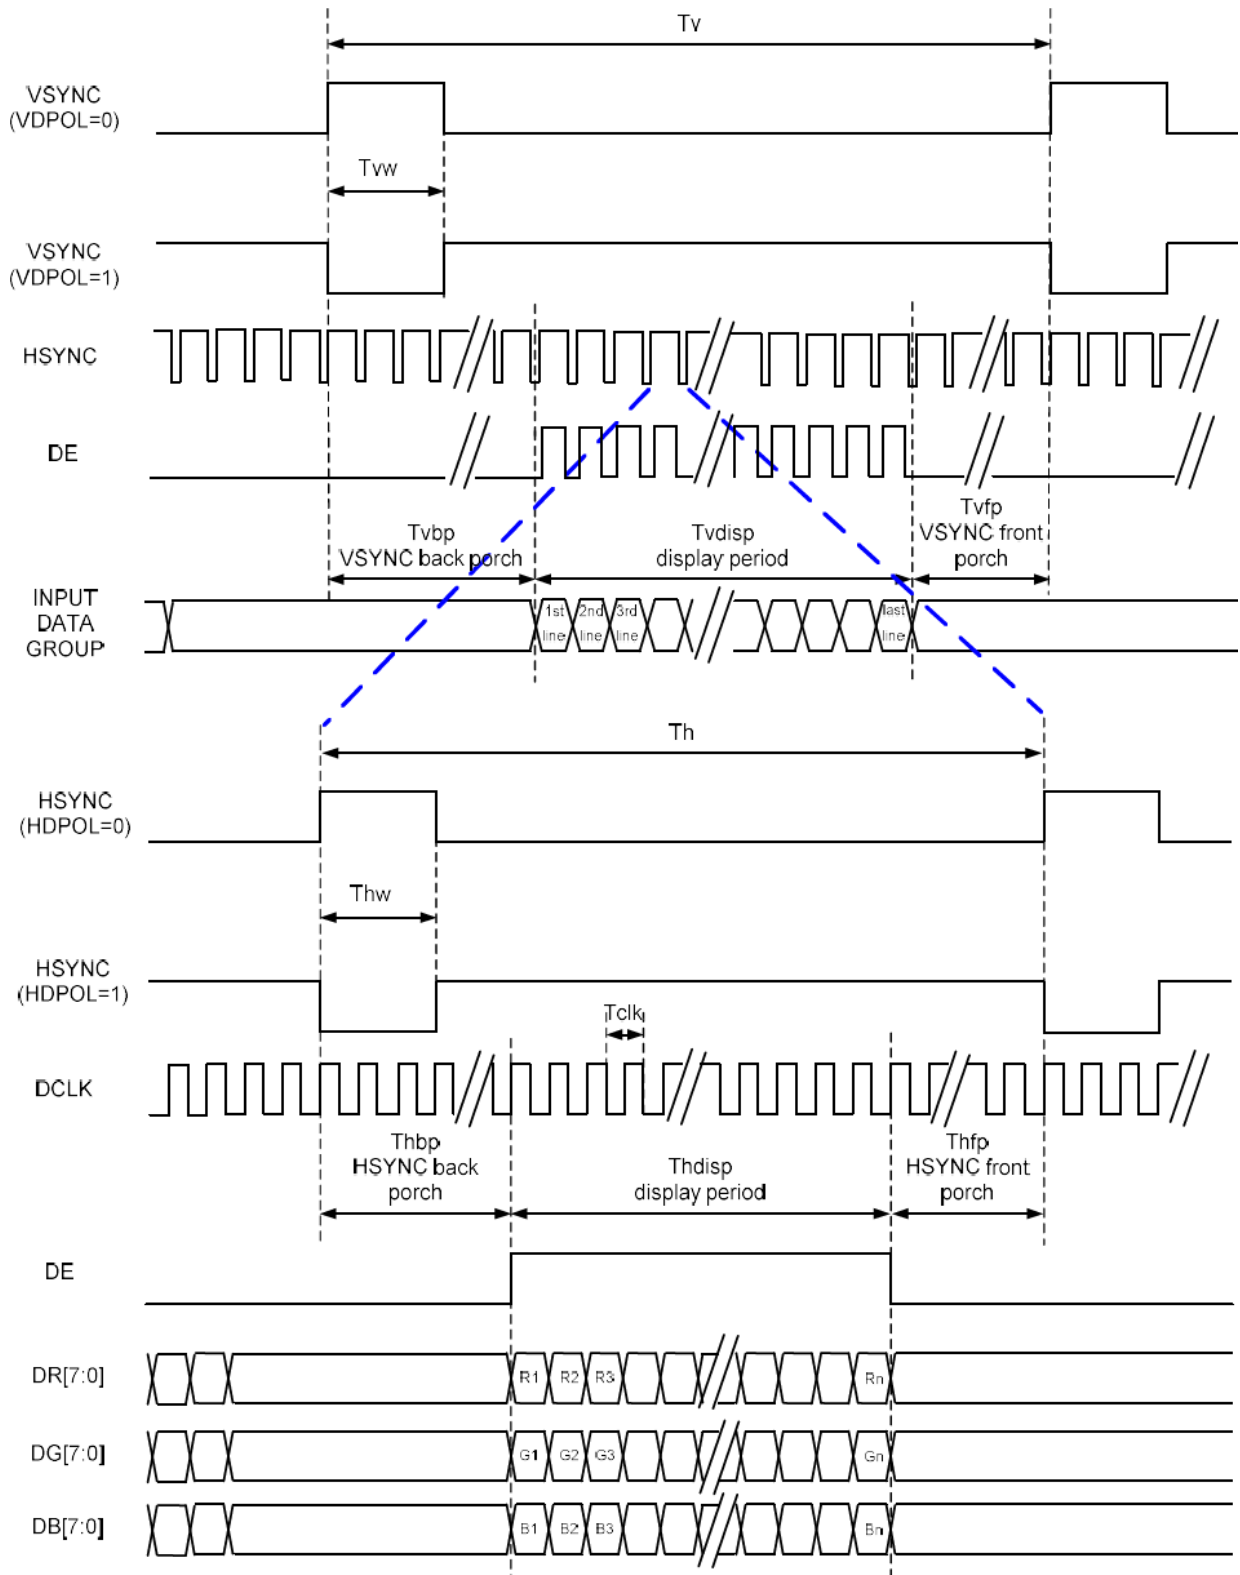 Tv
VSYNC
(VDPOL=0)
Tvw
VSYNC
(VDPOL=1)
HSYNC
DE
Tvbp
VSYNC back porch
Tvdisp
display period
Tvfp
VSYNC front
porch
INPUT
DATA
GROUP
1st
line
2nd
line
3rd
line
last
line
Th
HSYNC
(HDPOL=0)
Thw
HSYNC
(HDPOL=1)
Tclk
DCLK
Thbp
HSYNC back
porch
Thdisp
display period
Thfp
HSYNC front
porch
DE
DR[7:0]
R1 R2 R3 Rn
DG[7:0]
G1 G2 G3 Gn
DB[7:0]
B1 B2 B3 Bn